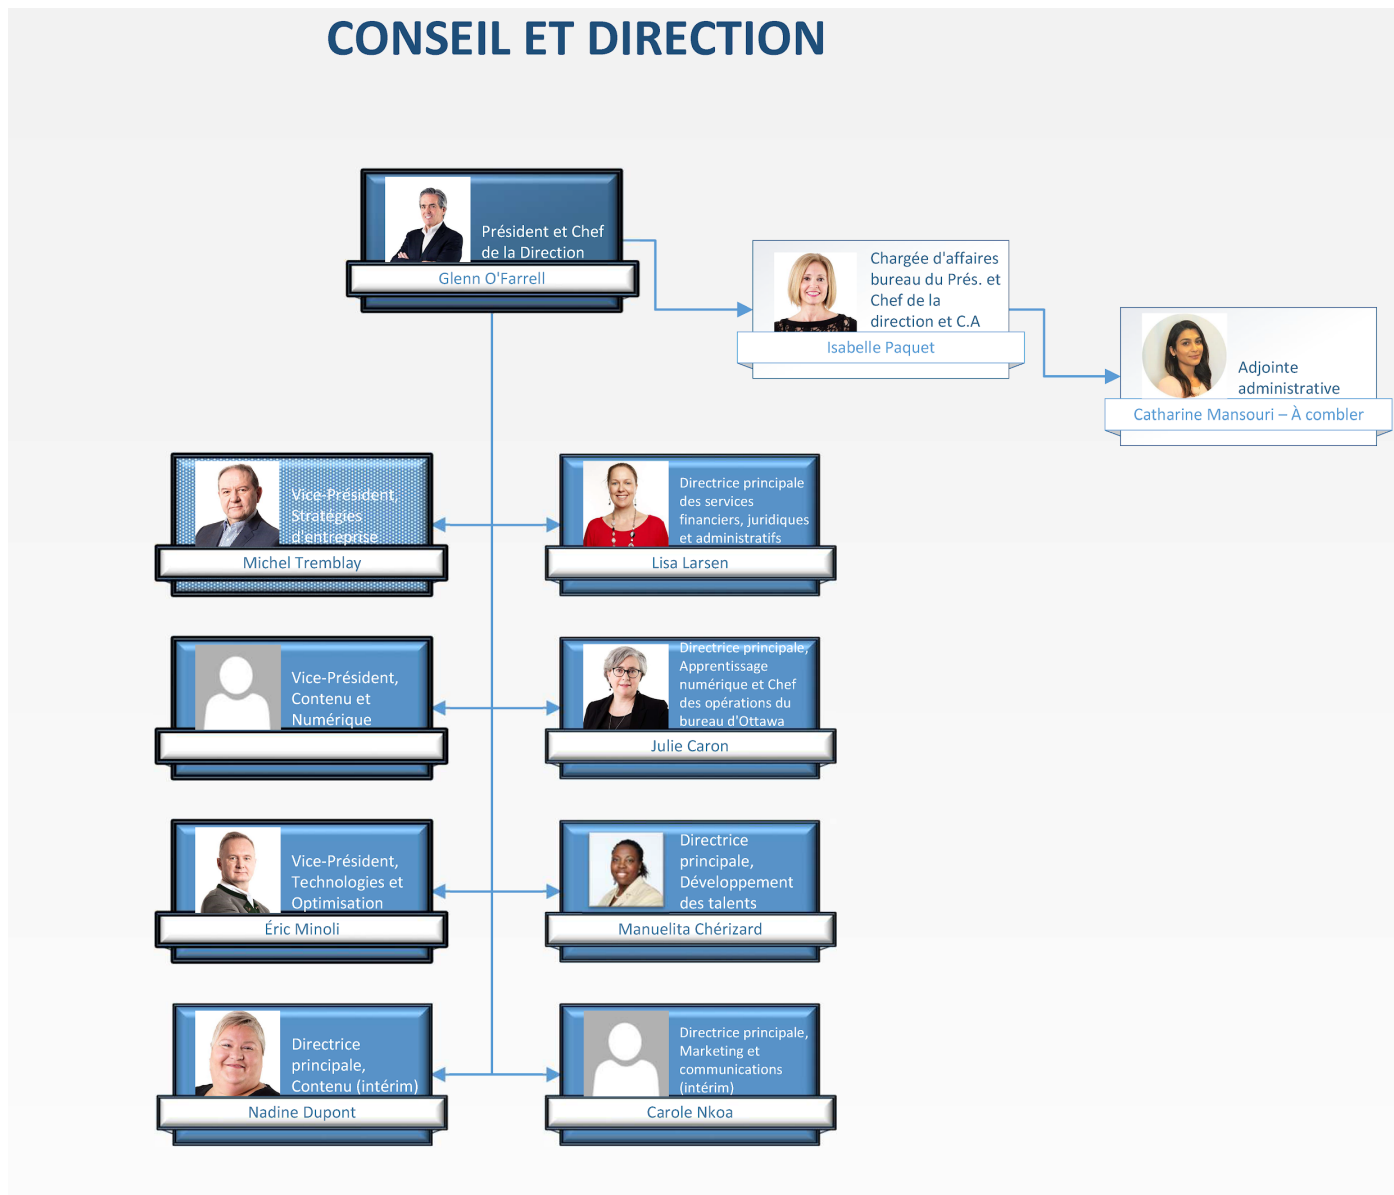 CONSEIL ET DIRECTION
Président et Chef
de la Direction
Glenn O'Farrell
Chargée d'affaires
bureau du Prés. et
Chef de la
direction et C.A
Isabelle Paquet
Adjointe
administrative
Catharine Mansouri – À combler
Vice-Président,
Stratégies
d'entreprise
Michel Tremblay
Directrice principale
des services
financiers, juridiques
et administratifs
Lisa Larsen
Vice-Président,
Contenu et
Numérique
Directrice principale,
Apprentissage
numérique et Chef
des opérations du
bureau d'Ottawa
Julie Caron
Vice-Président,
Technologies et
Optimisation
Éric Minoli
Directrice
principale,
Développement
des talents
Manuelita Chérizard
Directrice
principale,
Contenu (intérim)
Nadine Dupont
Directrice principale,
Marketing et
communications
(intérim)
Carole Nkoa